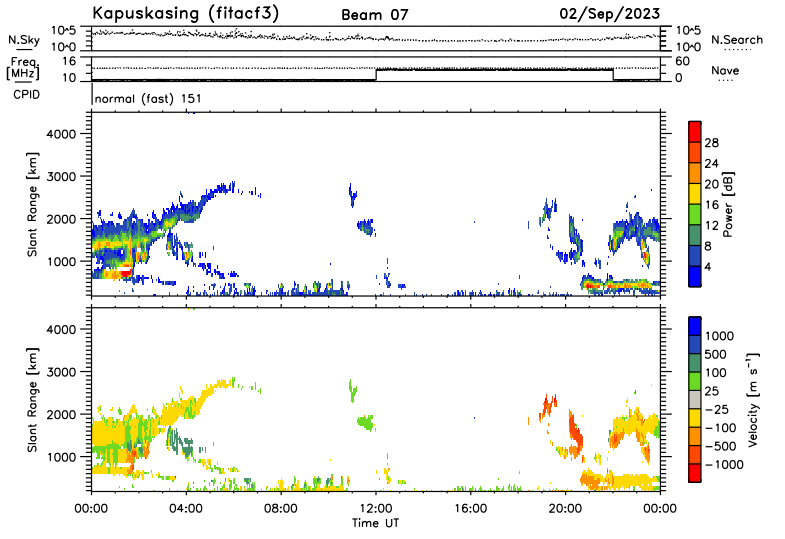 Kapuskasing (fitacf3) Beam 07 02/Sep/2023
N.Sky 10^5 10^0 10^5 10^0 N.Search
Freq. [MHz] 16 10 60 0 Nave
CPID normal (fast) 151
Slant Range [km]
4000
3000
2000
1000
28
24
20
16
12
8
4
Power [dB]
Slant Range [km]
4000
3000
2000
1000
1000
500
100
25
-25
-100
-500
-1000
Velocity [m s⁻¹]
00:00 04:00 08:00 12:00 16:00 20:00 00:00
Time UT